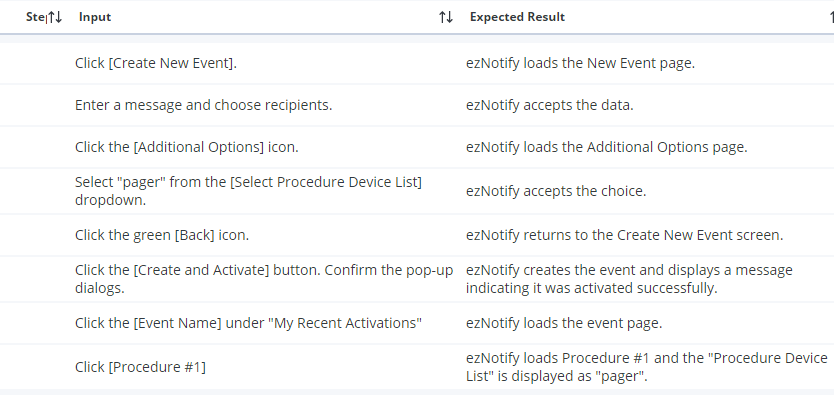 Step Input Expected Result
Click [Create New Event]. ezNotify loads the New Event page.
Enter a message and choose recipients. ezNotify accepts the data.
Click the [Additional Options] icon. ezNotify loads the Additional Options page.
Select "pager" from the [Select Procedure Device List]
dropdown. ezNotify accepts the choice.
Click the green [Back] icon. ezNotify returns to the Create New Event screen.
Click the [Create and Activate] button. Confirm the pop-up
dialogs. ezNotify creates the event and displays a message
indicating it was activated successfully.
Click the [Event Name] under "My Recent Activations" ezNotify loads the event page.
Click [Procedure #1] ezNotify loads Procedure #1 and the "Procedure Device
List" is displayed as "pager".